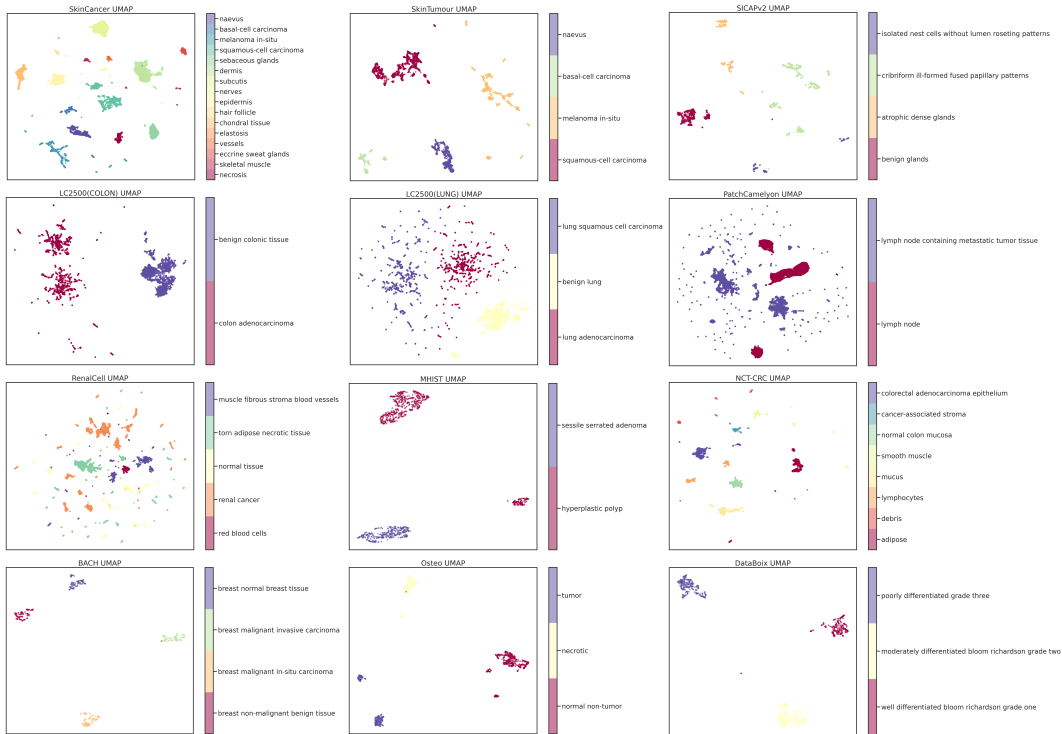 SkinCancer UMAP
naevus
basal-cell carcinoma
melanoma in-situ
squamous-cell carcinoma
sebaceous glands
dermis
subcutis
nerves
epidermis
hair follicle
chondral tissue
elastosis
vessels
eccrine sweat glands
skeletal muscle
necrosis
SkinTumour UMAP
naevus
basal-cell carcinoma
melanoma in-situ
squamous-cell carcinoma
SICAPv2 UMAP
isolated nest cells without lumen roseting patterns
cribriform ill-formed fused papillary patterns
atrophic dense glands
benign glands
LC2500(COLON) UMAP
benign colonic tissue
colon adenocarcinoma
LC2500(LUNG) UMAP
lung squamous cell carcinoma
benign lung
lung adenocarcinoma
PatchCamelyon UMAP
lymph node containing metastatic tumor tissue
lymph node
RenalCell UMAP
muscle fibrous stroma blood vessels
torn adipose necrotic tissue
normal tissue
renal cancer
red blood cells
MHIST UMAP
sessile serrated adenoma
hyperplastic polyp
NCT-CRC UMAP
colorectal adenocarcinoma epithelium
cancer-associated stroma
normal colon mucosa
smooth muscle
mucus
lymphocytes
debris
adipose
BACH UMAP
breast normal breast tissue
breast malignant invasive carcinoma
breast malignant in-situ carcinoma
breast non-malignant benign tissue
Osteo UMAP
tumor
necrotic
normal non-tumor
DataBoix UMAP
poorly differentiated grade three
moderately differentiated bloom richardson grade two
well differentiated bloom richardson grade one